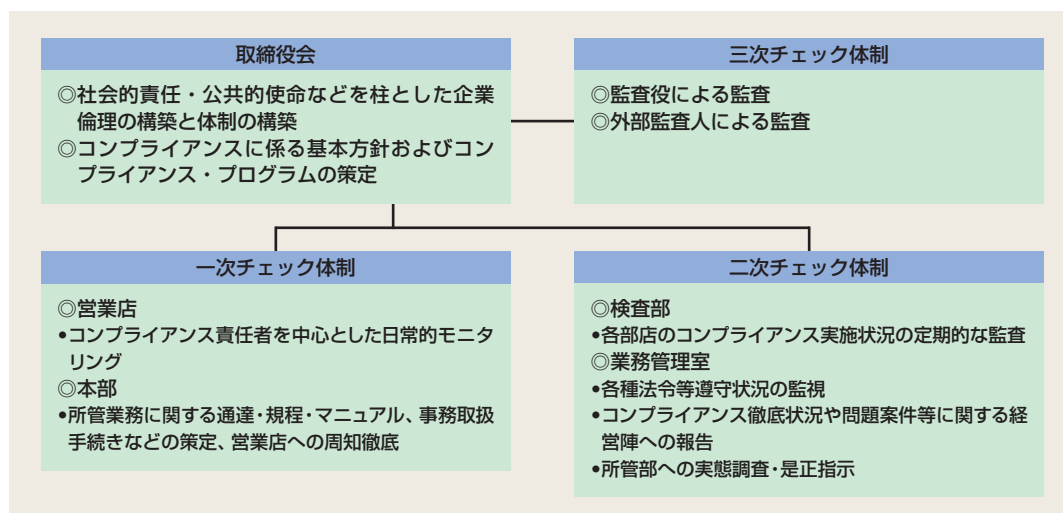 取締役会
◎社会的責任・公共的使命などを柱とした企業
倫理の構築と体制の構築
◎コンプライアンスに係る基本方針およびコン
プライアンス・プログラムの策定
三次チェック体制
◎監査役による監査
◎外部監査人による監査
一次チェック体制
◎営業店
•コンプライアンス責任者を中心とした日常的モニタ
リング
◎本部
•所管業務に関する通達・規程・マニュアル、事務取扱
手続きなどの策定、営業店への周知徹底
二次チェック体制
◎検査部
•各部店のコンプライアンス実施状況の定期的な監査
◎業務管理室
•各種法令等遵守状況の監視
•コンプライアンス徹底状況や問題案件等に関する経
営陣への報告
•所管部への実態調査・是正指示